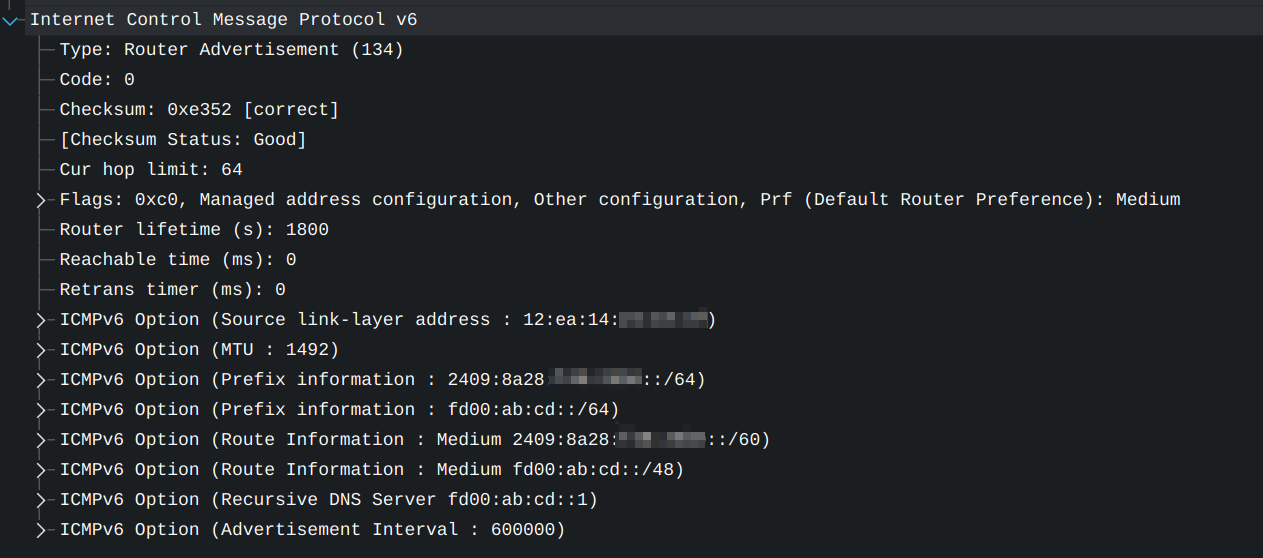 Internet Control Message Protocol v6
Type: Router Advertisement (134)
Code: 0
Checksum: 0xe352 [correct]
[Checksum Status: Good]
Cur hop limit: 64
Flags: 0xc0, Managed address configuration, Other configuration, Prf (Default Router Preference): Medium
Router lifetime (s): 1800
Reachable time (ms): 0
Retrans timer (ms): 0
ICMPv6 Option (Source link-layer address : 12:ea:14:)
ICMPv6 Option (MTU : 1492)
ICMPv6 Option (Prefix information : 2409:8a28::/64)
ICMPv6 Option (Prefix information : fd00:ab:cd::/64)
ICMPv6 Option (Route Information : Medium 2409:8a28:::/60)
ICMPv6 Option (Route Information : Medium fd00:ab:cd::/48)
ICMPv6 Option (Recursive DNS Server fd00:ab:cd::1)
ICMPv6 Option (Advertisement Interval : 600000)